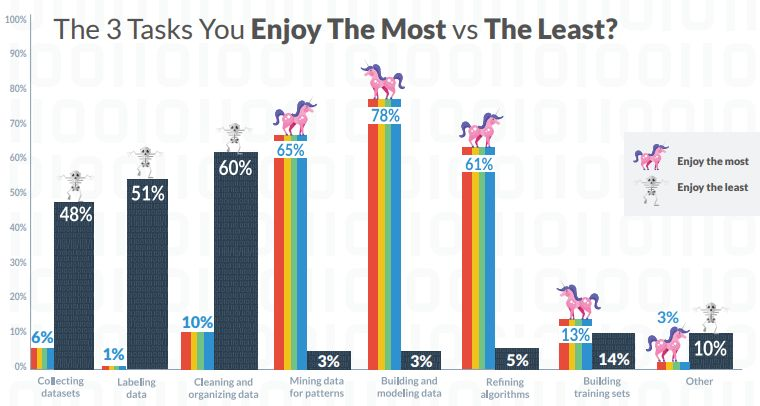 The 3 Tasks You Enjoy The Most vs The Least?
100%
90%
80%
70%
60%
50%
40%
30%
20%
10%
0%
6%
48%
1%
51%
10%
60%
65%
3%
78%
3%
61%
5%
13%
14%
3%
10%
Enjoy the most
Enjoy the least
Collecting
datasets
Labeling
data
Cleaning and
organizing data
Mining data
for patterns
Building and
modeling data
Refining
algorithms
Building
training sets
Other